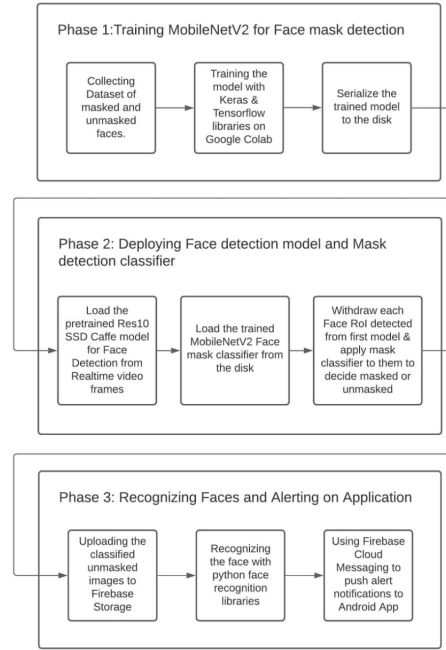 Phase 1:Training MobileNetV2 for Face mask detection
Collecting
Dataset of
masked and
unmasked
faces.
Training the
model with
Keras &
Tensorflow
libraries on
Google Colab
Serialize the
trained model
to the disk
Phase 2: Deploying Face detection model and Mask
detection classifier
Load the
pretrained Res10
SSD Caffe model
for Face
Detection from
Realtime video
frames
Load the trained
MobileNetV2 Face
mask classifier from
the disk
Withdraw each
Face RoI detected
from first model &
apply mask
classifier to them to
decide masked or
unmasked
Phase 3: Recognizing Faces and Alerting on Application
Uploading the
classified
unmasked
images to
Firebase
Storage
Recognizing
the face with
python face
recognition
libraries
Using Firebase
Cloud
Messaging to
push alert
notifications to
Android App